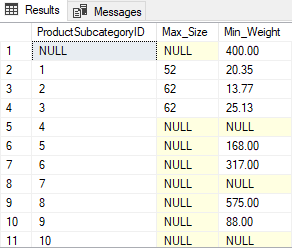 Results Messages
ProductSubcategoryID Max_Size Min_Weight
1 NULL NULL 400.00
2 1 52 20.35
3 2 62 13.77
4 3 62 25.13
5 4 NULL NULL
6 5 NULL 168.00
7 6 NULL 317.00
8 7 NULL NULL
9 8 NULL 575.00
10 9 NULL 88.00
11 10 NULL NULL